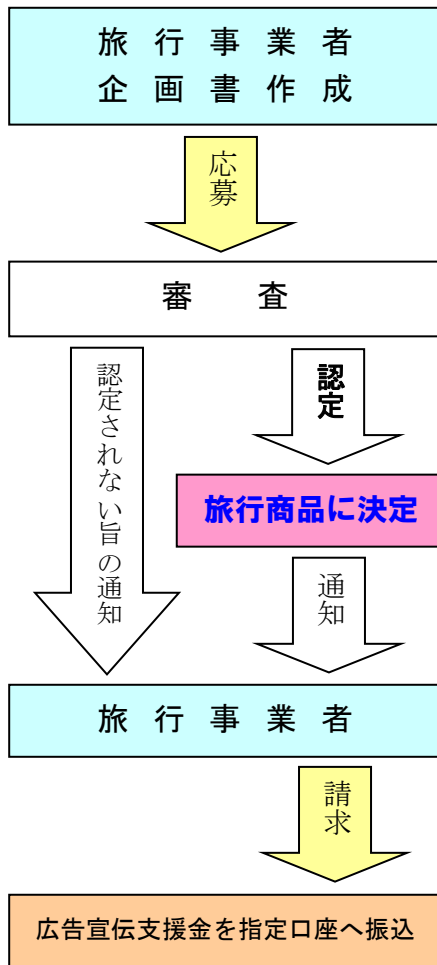 旅行事業者
企画書作成
応募
審査
認定されない旨の通知
認定
旅行商品に決定
通知
旅行事業者
請求
広告宣伝支援金を指定口座へ振込